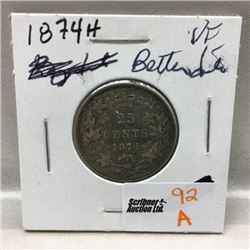 1874H VF
Better
25
CENTS
1874
Scribner
Auction Ltd.
92
A